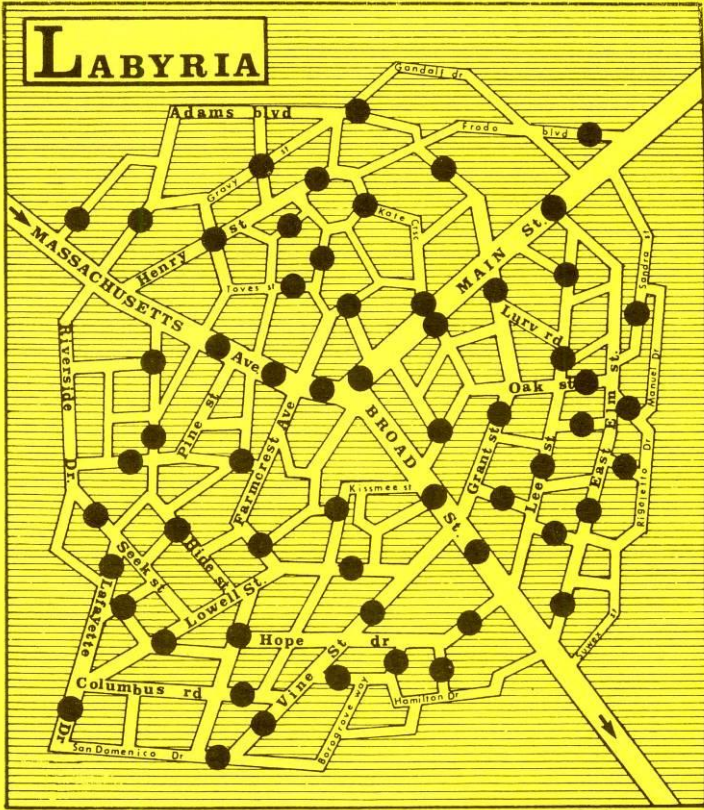 LABYRIA
Gandalf dr
Adams blvd
Frodo blvd
Gravy st
Kate Crsc
Henry st
MAIN St.
Sandra st
MASSACHUSETTS Ave
Toves st
Lurv rd
Riverside Dr.
Manuel Dr
Oak st
East Elm st.
Pine st
Farmcrest Ave
BROAD St.
Grant st
Lee st
Kissmee st
Rigoletto Dr
Hide st
Seek st
Lowell St.
Lafayette Dr
Hope dr
Vine St
Columbus rd
Hamilton Dr
Borogrove way
San Domenico Dr